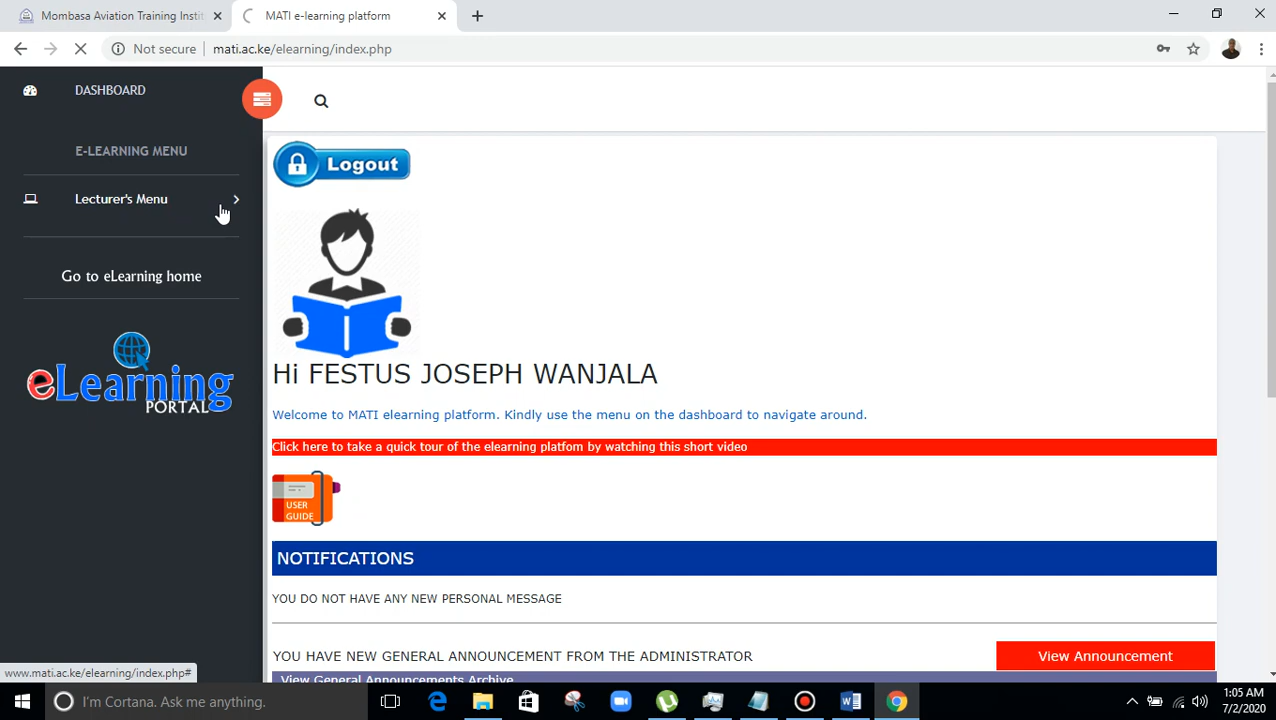 Mombasa Aviation Training Instit
MATI e-learning platform
Not secure
mati.ac.ke/elearning/index.php
DASHBOARD
E-LEARNING MENU
Lecturer's Menu
Go to eLearning home
eLearning
PORTAL
Logout
Hi FESTUS JOSEPH WANJALA
Welcome to MATI elearning platform. Kindly use the menu on the dashboard to navigate around.
Click here to take a quick tour of the elearning platfom by watching this short video
USER
GUIDE
NOTIFICATIONS
YOU DO NOT HAVE ANY NEW PERSONAL MESSAGE
YOU HAVE NEW GENERAL ANNOUNCEMENT FROM THE ADMINISTRATOR
View Announcement
View General Announcements Archive
www.mati.ac.ke/elearning/index.php#
I'm Cortana. Ask me anything.
1:05 AM
7/2/2020